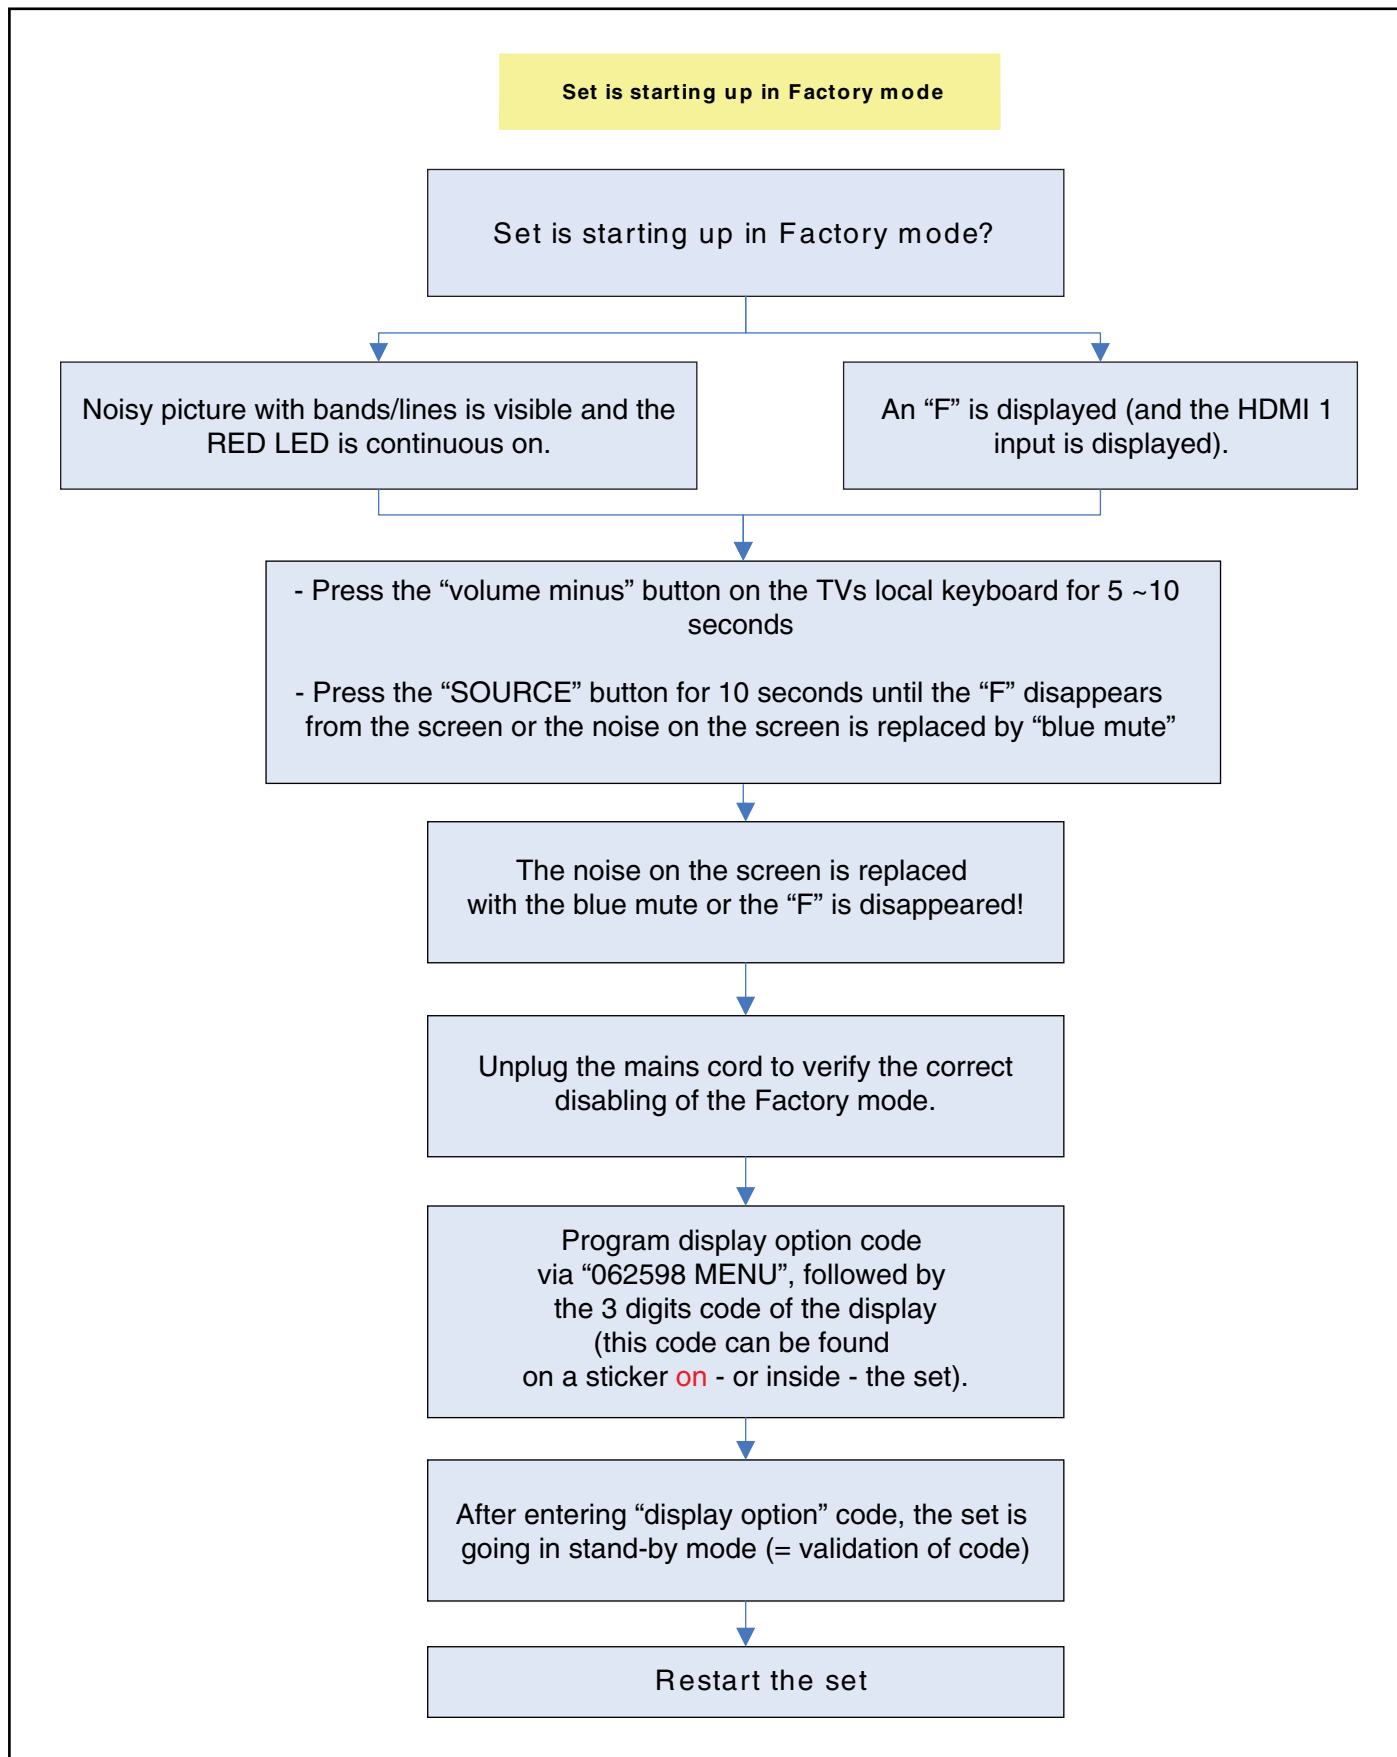 Set is starting up in Factory mode
Set is starting up in Factory mode?
Noisy picture with bands/lines is visible and the
RED LED is continuous on.
An “F” is displayed (and the HDMI 1
input is displayed).
- Press the “volume minus” button on the TVs local keyboard for 5 ~10
seconds
- Press the “SOURCE” button for 10 seconds until the “F” disappears
from the screen or the noise on the screen is replaced by “blue mute”
The noise on the screen is replaced
with the blue mute or the “F” is disappeared!
Unplug the mains cord to verify the correct
disabling of the Factory mode.
Program display option code
via “062598 MENU”, followed by
the 3 digits code of the display
(this code can be found
on a sticker on - or inside - the set).
After entering “display option” code, the set is
going in stand-by mode (= validation of code)
Restart the set